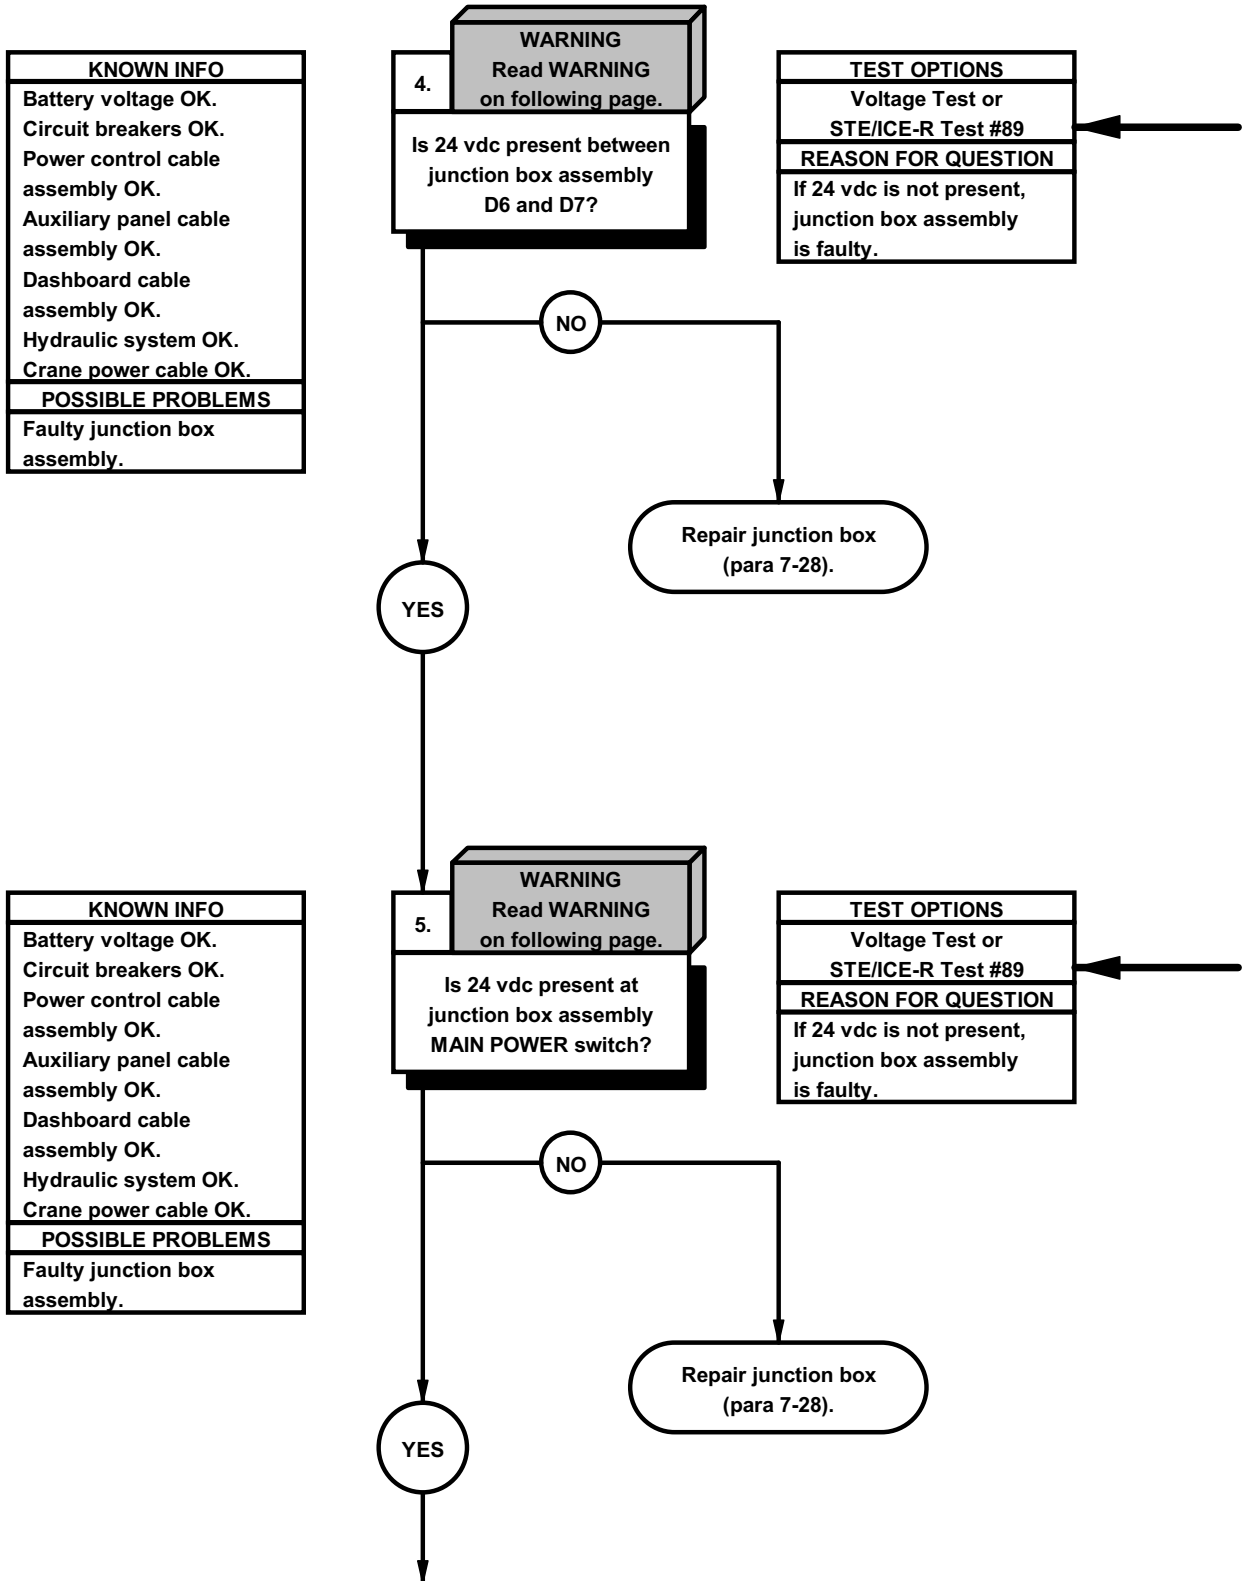 KNOWN INFO
Battery voltage OK.
Circuit breakers OK.
Power control cable
assembly OK.
Auxiliary panel cable
assembly OK.
Dashboard cable
assembly OK.
Hydraulic system OK.
Crane power cable OK.
POSSIBLE PROBLEMS
Faulty junction box
assembly.
4.
WARNING
Read WARNING
on following page.
Is 24 vdc present between
junction box assembly
D6 and D7?
TEST OPTIONS
Voltage Test or
STE/ICE-R Test #89
REASON FOR QUESTION
If 24 vdc is not present,
junction box assembly
is faulty.
NO
Repair junction box
(para 7-28).
YES
KNOWN INFO
Battery voltage OK.
Circuit breakers OK.
Power control cable
assembly OK.
Auxiliary panel cable
assembly OK.
Dashboard cable
assembly OK.
Hydraulic system OK.
Crane power cable OK.
POSSIBLE PROBLEMS
Faulty junction box
assembly.
5.
WARNING
Read WARNING
on following page.
Is 24 vdc present at
junction box assembly
MAIN POWER switch?
TEST OPTIONS
Voltage Test or
STE/ICE-R Test #89
REASON FOR QUESTION
If 24 vdc is not present,
junction box assembly
is faulty.
NO
Repair junction box
(para 7-28).
YES